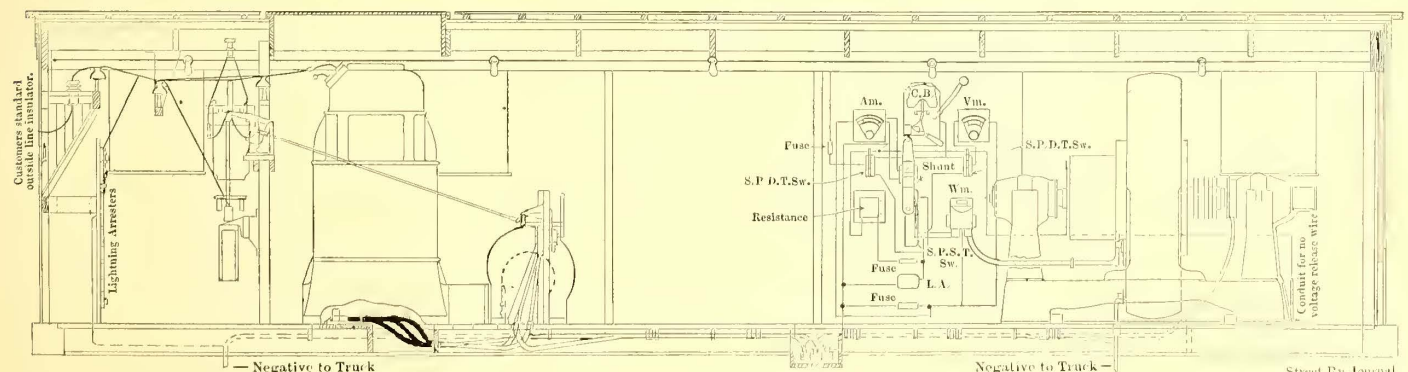 Customers standard
outside line insulator.
Lightning Arresters
Am.
C.B.
Vm.
Fuse
S.P.D.T.Sw.
S.P.D.T.Sw.
Shunt
Wm.
Resistance
S.P.S.T.
Sw.
Fuse
L.A.
Fuse
Conduit for no
voltage release wire
— Negative to Truck
Negative to Truck —
Street Ry. Journal